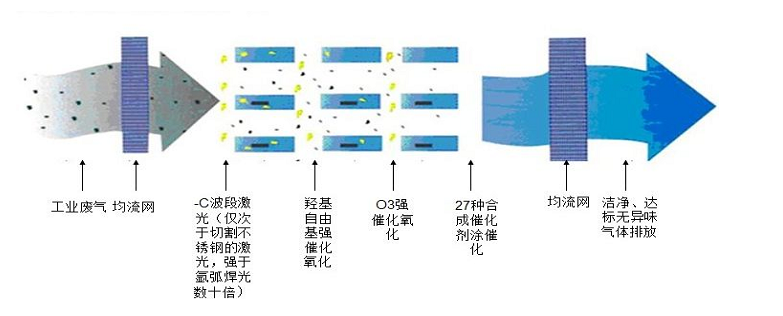 工业废气
均流网
-C波段激
光（仅次
于切割不
锈钢的激
光，强于
氩弧焊光
数十倍）
羟基
自由
基强
催化
氧化
O3强
催化氧
化
27种合
成催化
剂涂催
化
均流网
洁净、达
标无异味
气体排放